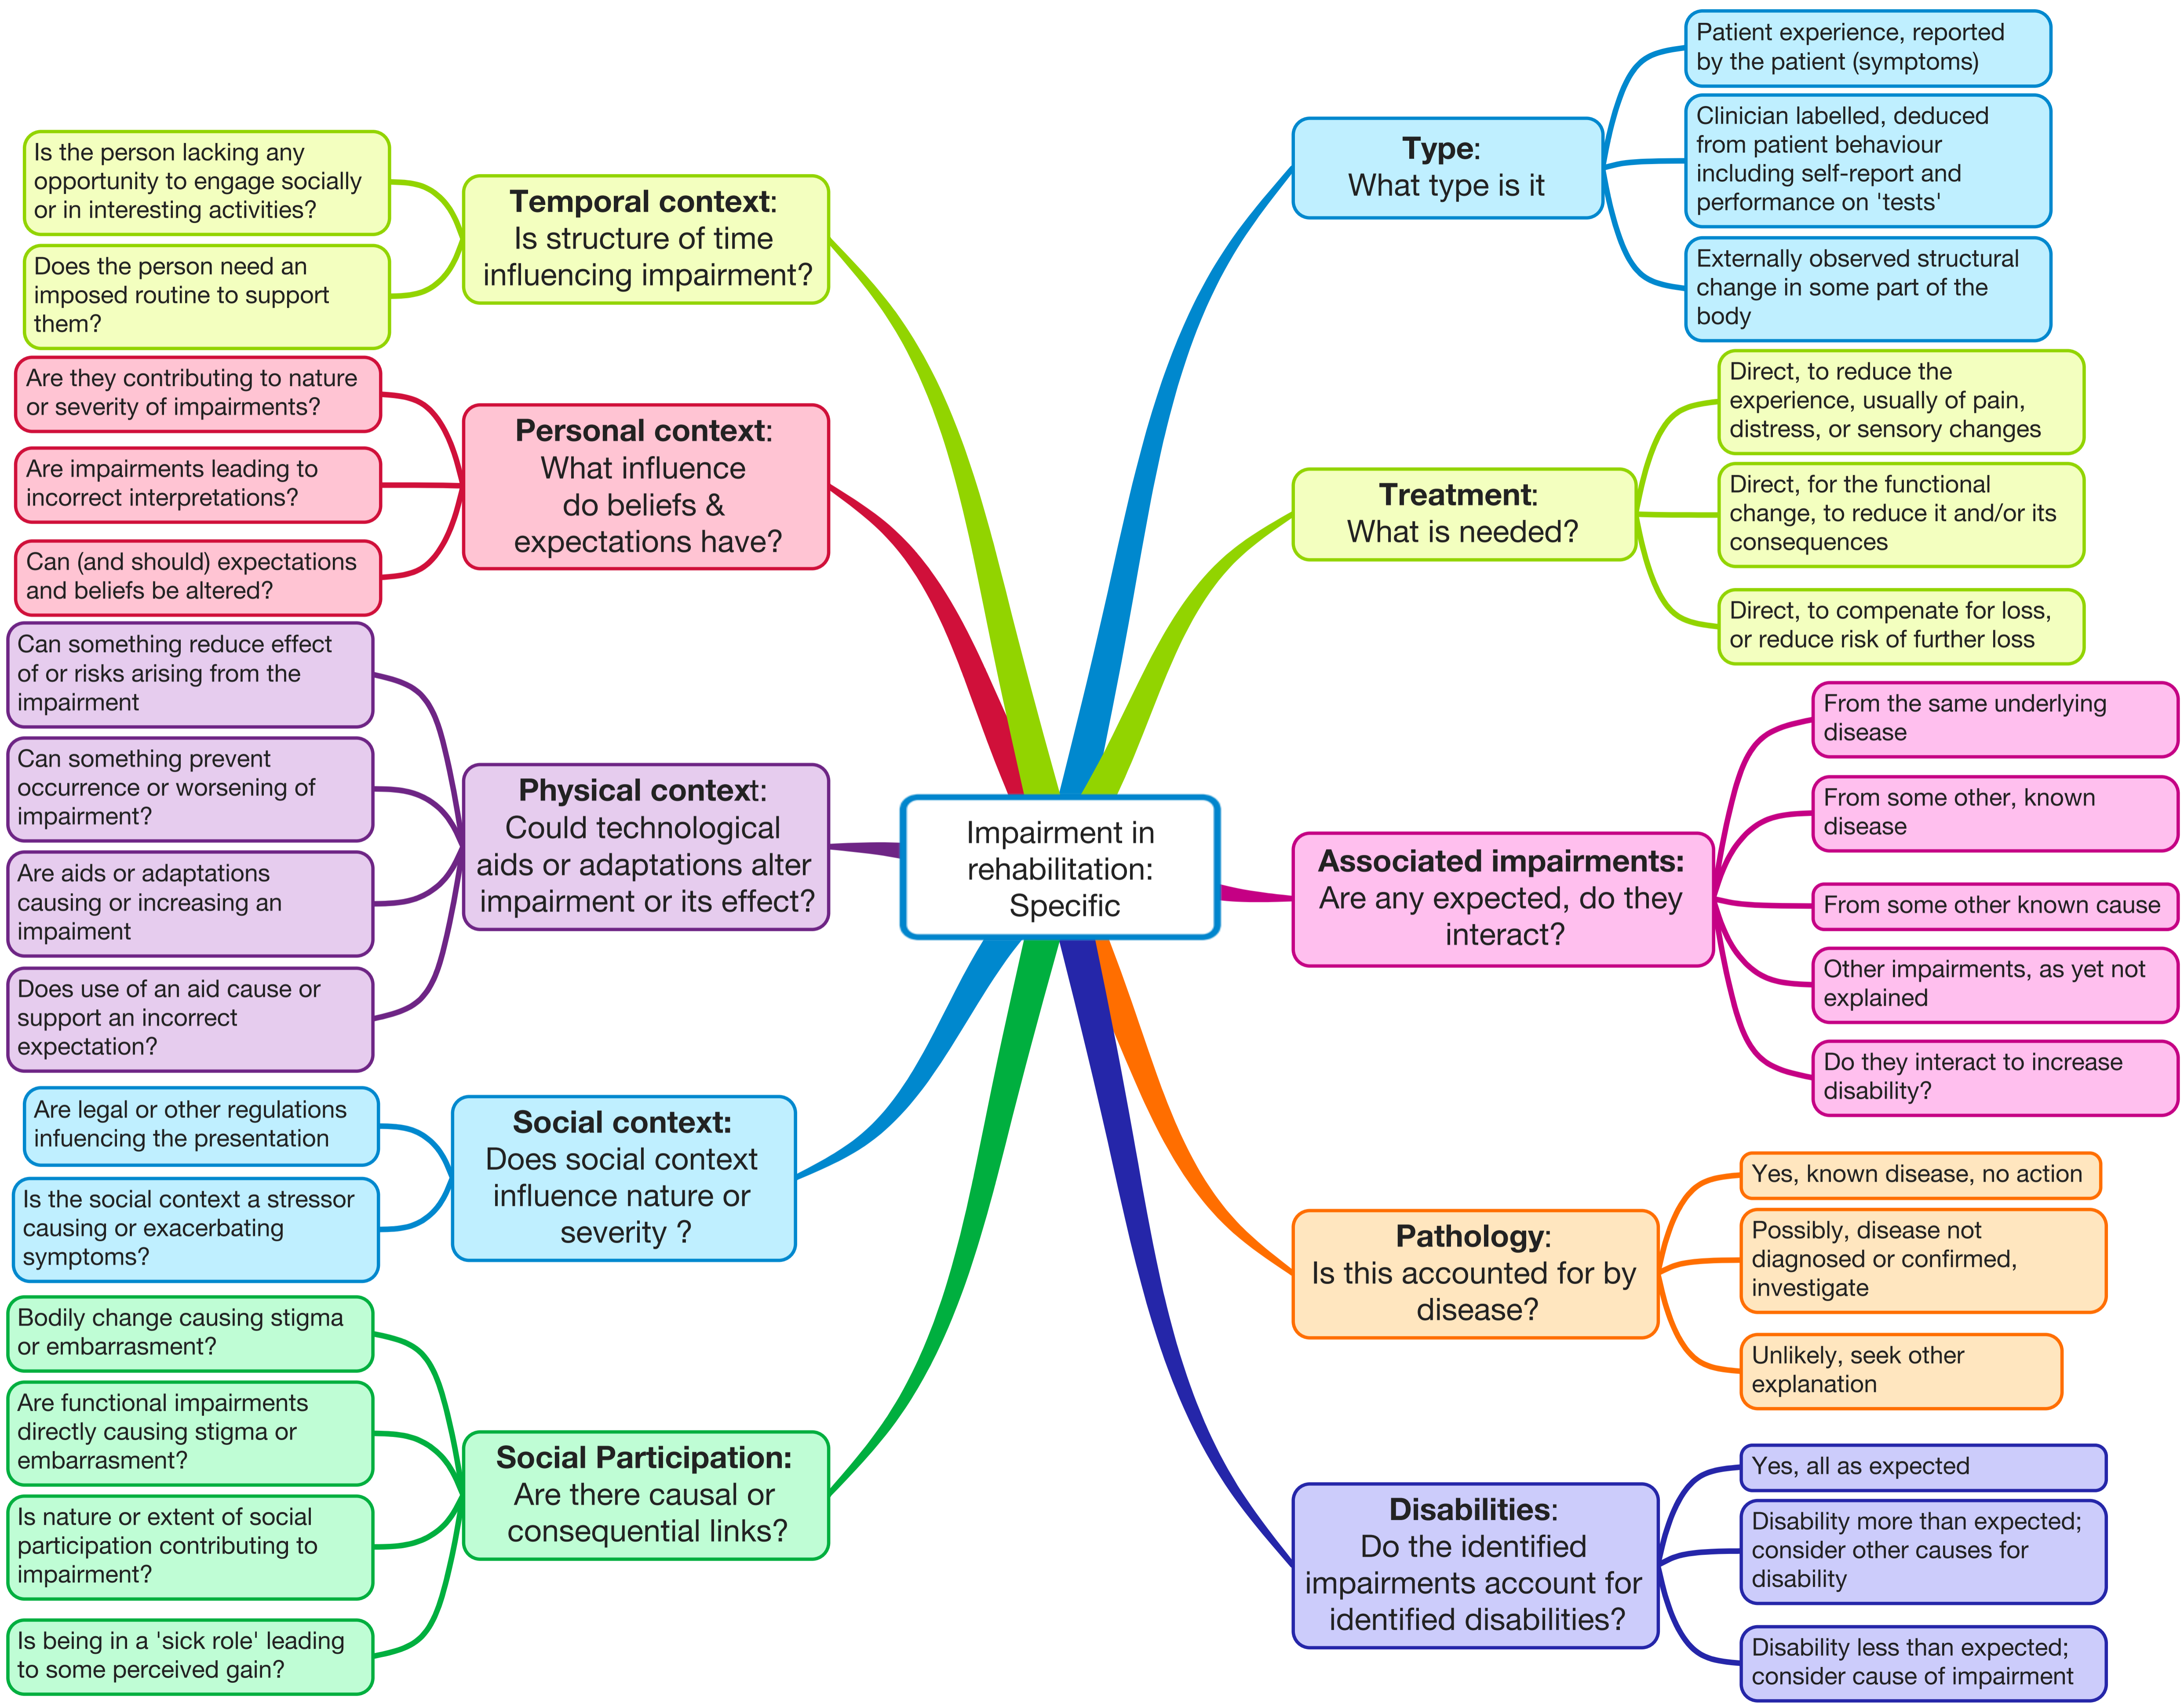 Impairment in
rehabilitation:
Specific
Type:
What type is it
Patient experience, reported
by the patient (symptoms)
Clinician labelled, deduced
from patient behaviour
including self-report and
performance on 'tests'
Externally observed structural
change in some part of the
body
Treatment:
What is needed?
Direct, to reduce the
experience, usually of pain,
distress, or sensory changes
Direct, for the functional
change, to reduce it and/or its
consequences
Direct, to compenate for loss,
or reduce risk of further loss
Associated impairments:
Are any expected, do they
interact?
From the same underlying
disease
From some other, known
disease
From some other known cause
Other impairments, as yet not
explained
Do they interact to increase
disability?
Pathology:
Is this accounted for by
disease?
Yes, known disease, no action
Possibly, disease not
diagnosed or confirmed,
investigate
Unlikely, seek other
explanation
Disabilities:
Do the identified
impairments account for
identified disabilities?
Yes, all as expected
Disability more than expected;
consider other causes for
disability
Disability less than expected;
consider cause of impairment
Temporal context:
Is structure of time
influencing impairment?
Is the person lacking any
opportunity to engage socially
or in interesting activities?
Does the person need an
imposed routine to support
them?
Personal context:
What influence
do beliefs &
expectations have?
Are they contributing to nature
or severity of impairments?
Are impairments leading to
incorrect interpretations?
Can (and should) expectations
and beliefs be altered?
Physical context:
Could technological
aids or adaptations alter
impairment or its effect?
Can something reduce effect
of or risks arising from the
impairment
Can something prevent
occurrence or worsening of
impairment?
Are aids or adaptations
causing or increasing an
impaiment
Does use of an aid cause or
support an incorrect
expectation?
Social context:
Does social context
influence nature or
severity ?
Are legal or other regulations
infuencing the presentation
Is the social context a stressor
causing or exacerbating
symptoms?
Social Participation:
Are there causal or
consequential links?
Bodily change causing stigma
or embarrasment?
Are functional impairments
directly causing stigma or
embarrasment?
Is nature or extent of social
participation contributing to
impairment?
Is being in a 'sick role' leading
to some perceived gain?